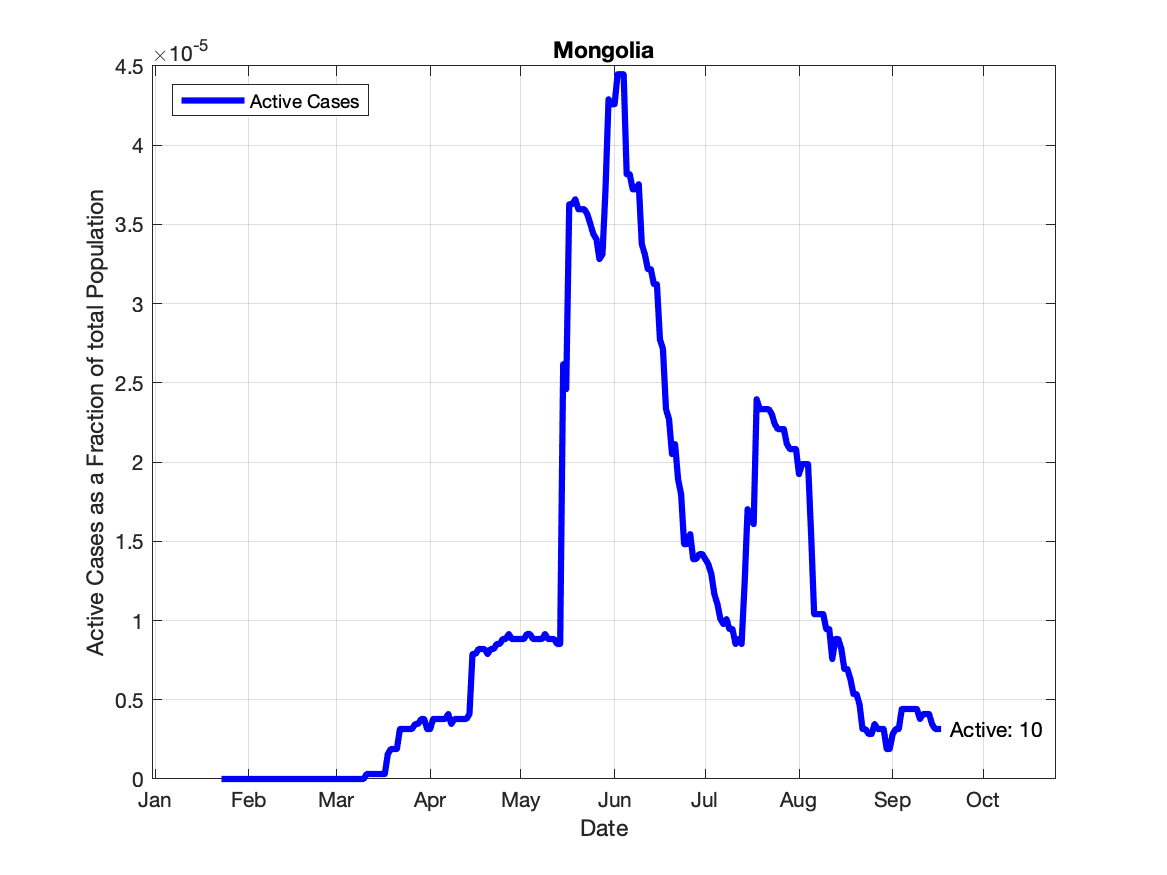 Mongolia
×10-5
4.5
4
3.5
3
2.5
2
1.5
1
0.5
0
Active Cases
Active Cases as a Fraction of total Population
Active: 10
Jan Feb Mar Apr May Jun Jul Aug Sep Oct
Date